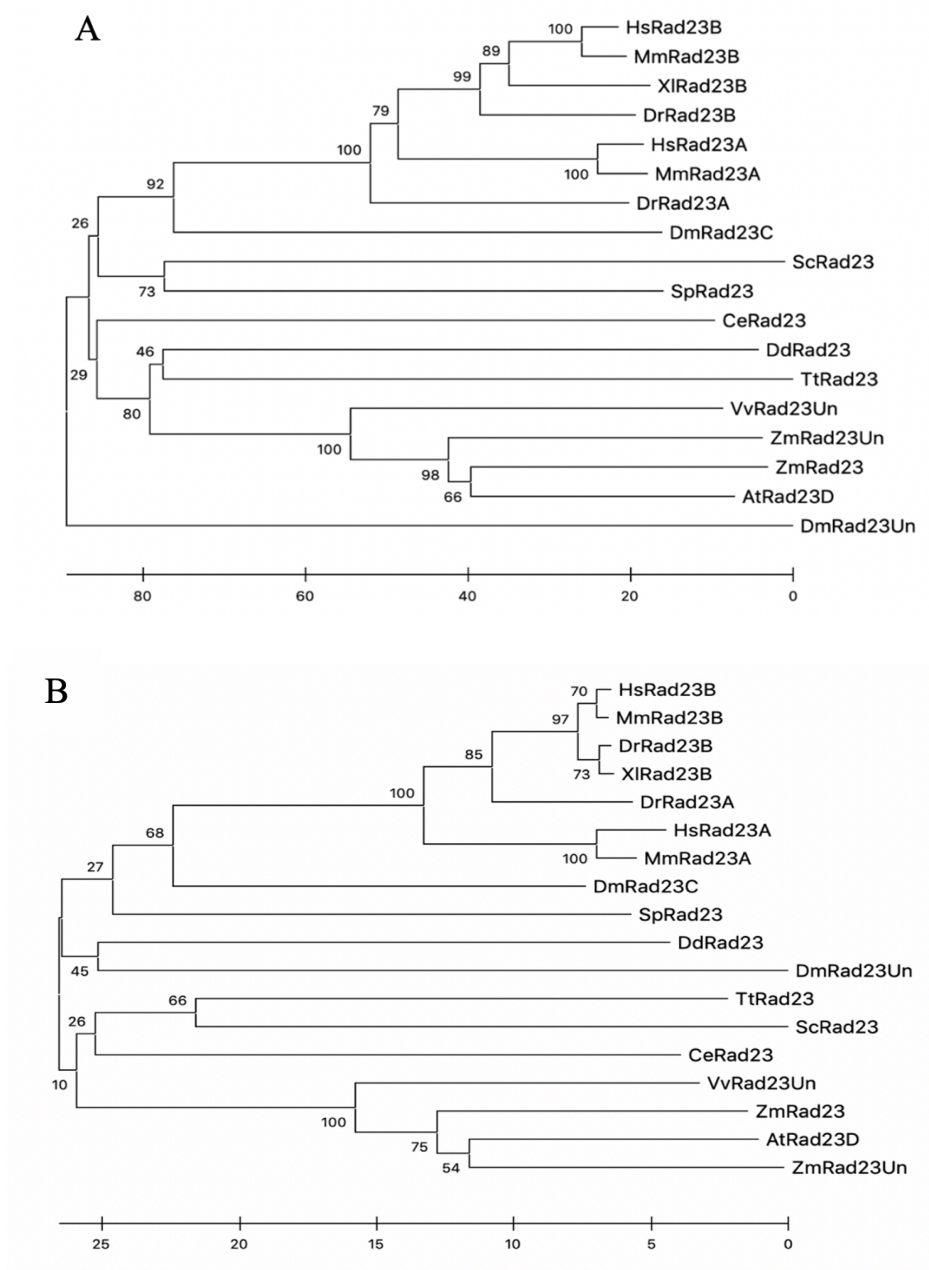 A
100
HsRad23B
MmRad23B
89
XlRad23B
99
DrRad23B
79
HsRad23A
100
MmRad23A
100
DrRad23A
92
DmRad23C
26
ScRad23
73
SpRad23
CeRad23
29
46
DdRad23
TtRad23
80
VvRad23Un
100
ZmRad23Un
98
ZmRad23
66
AtRad23D
DmRad23Un
80 60 40 20 0
B
70
HsRad23B
MmRad23B
97
DrRad23B
73
XlRad23B
85
DrRad23A
100
HsRad23A
100
MmRad23A
68
DmRad23C
27
SpRad23
DdRad23
45
DmRad23Un
66
TtRad23
ScRad23
26
CeRad23
10
VvRad23Un
100
ZmRad23
75
AtRad23D
54
ZmRad23Un
25 20 15 10 5 0